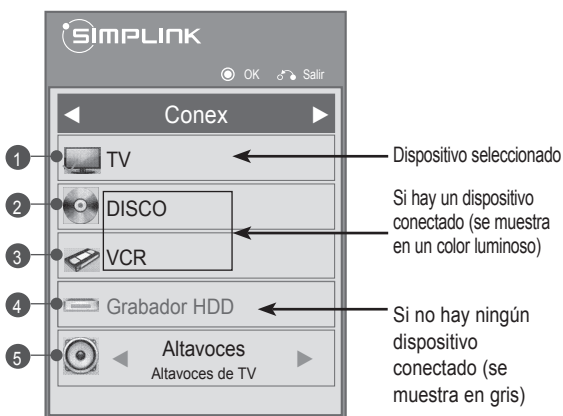 SIMPLINK
OK Salir
Conex
1 TV
2 DISCO
3 VCR
4 Grabador HDD
5 Altavoces
Altavoces de TV
Dispositivo seleccionado
Si hay un dispositivo
conectado (se muestra
en un color luminoso)
Si no hay ningún
dispositivo
conectado (se
muestra en gris)